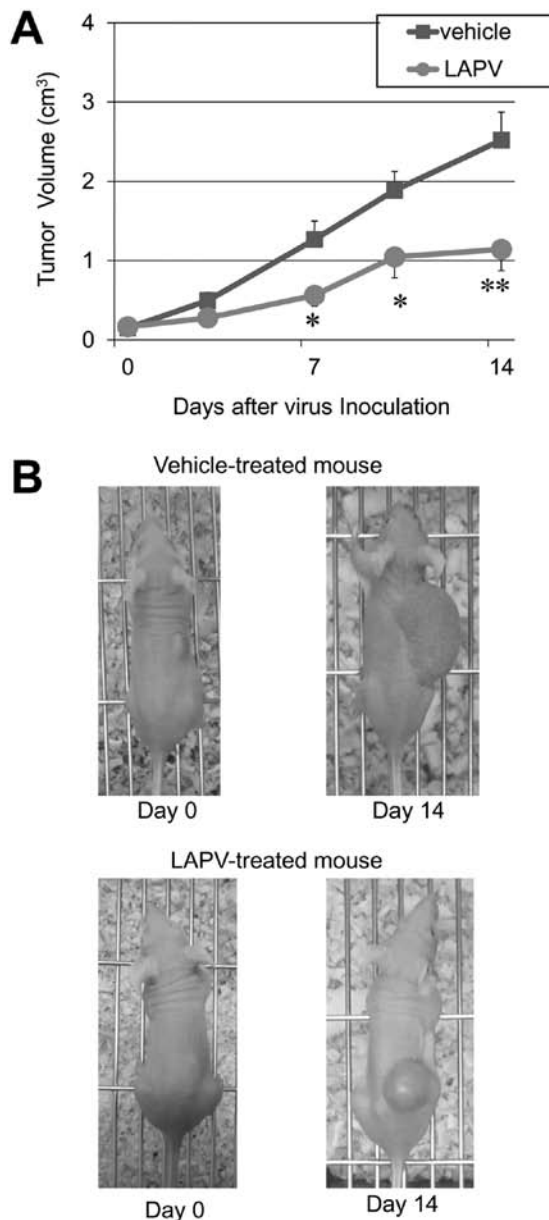 A
vehicle
LAPV
4
3
2
1
0
Tumor Volume (cm³)
*
*
**
0 7 14
Days after virus Inoculation
B
Vehicle-treated mouse
Day 0 Day 14
LAPV-treated mouse
Day 0 Day 14